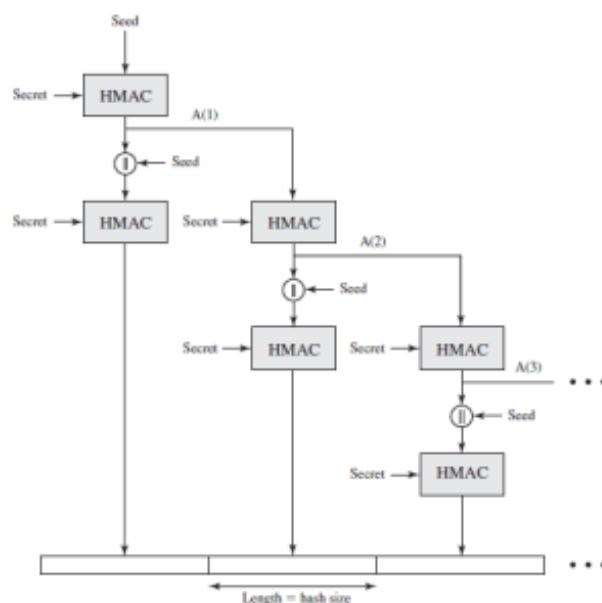 Seed
Secret HMAC
A(1)
|| Seed
Secret HMAC Secret HMAC
A(2)
|| Seed
Secret HMAC Secret HMAC
A(3)
• • •
|| Seed
Secret HMAC
• • •
Length = hash size